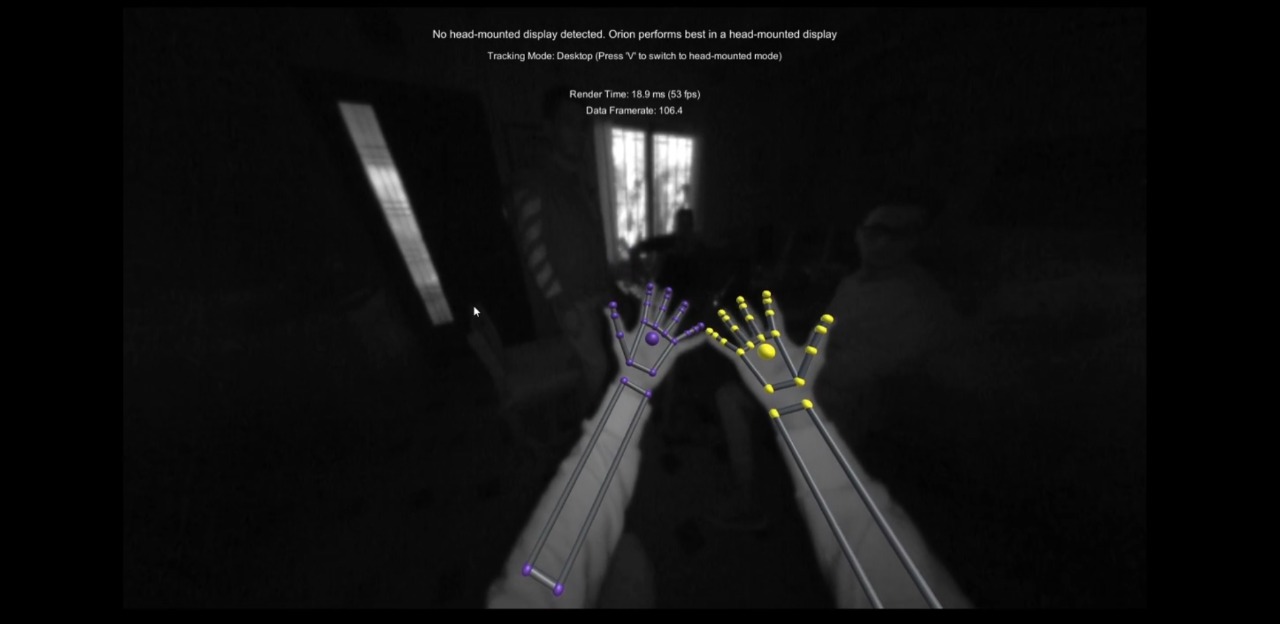 No head-mounted display detected. Orion performs best in a head-mounted display
Tracking Mode: Desktop (Press 'V' to switch to head-mounted mode)
Render Time: 18.9 ms (53 fps)
Data Framerate: 106.4